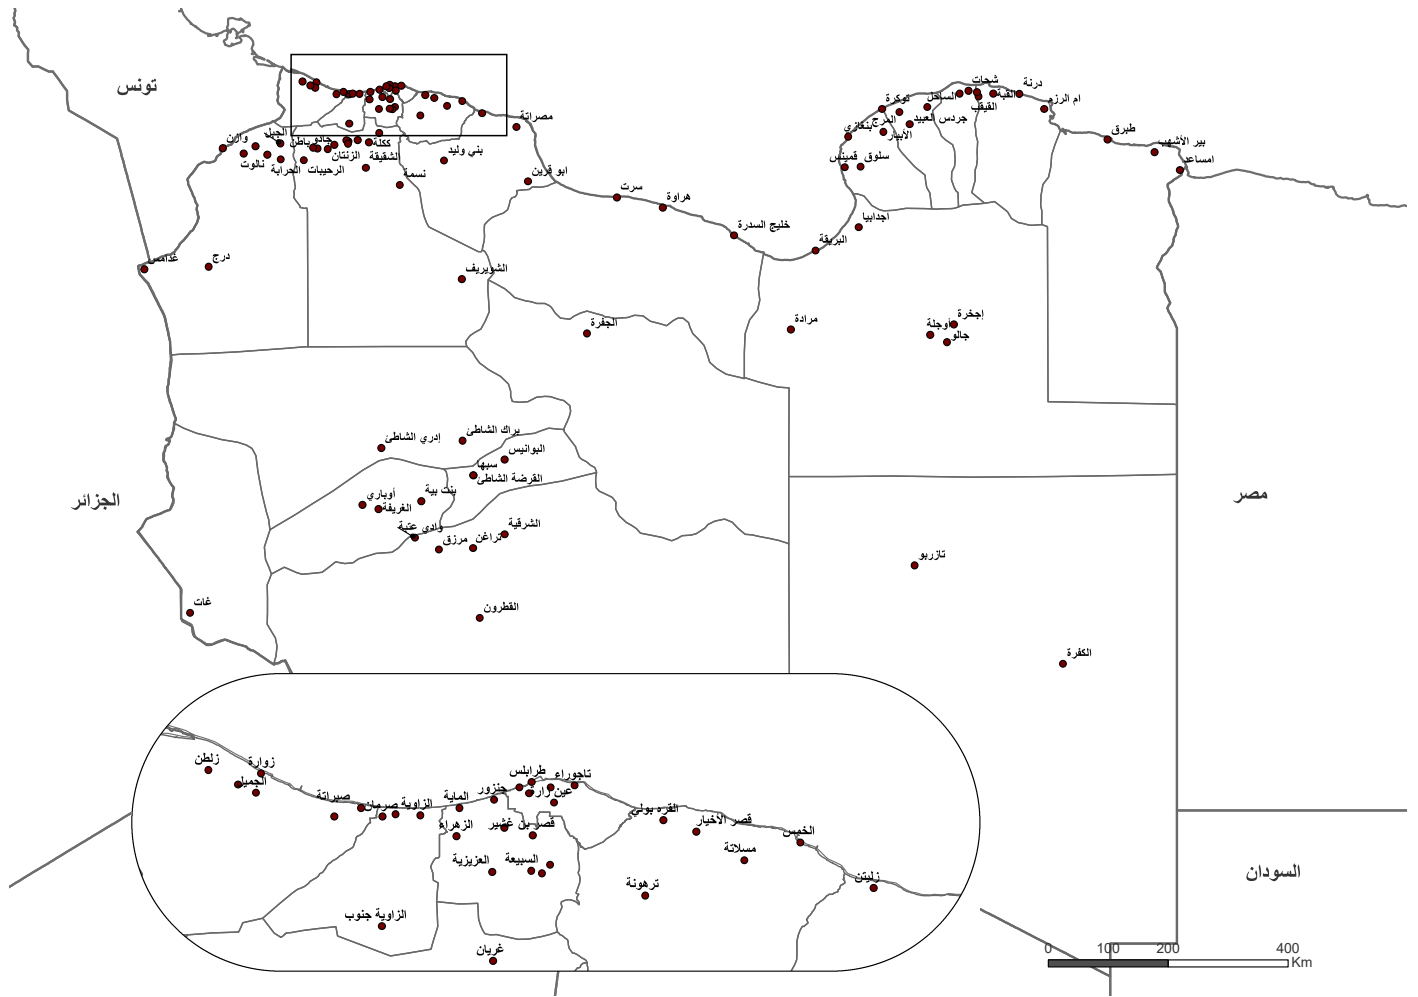 تونس
شحات
درنة
القبة
ام الرزم
الساحل
توكرة
القيقب
المرج
جردس العبيد
الأبيار
بنغازي
طبرق
بير الأشهب
امساعد
سلوق
قمينس
مصراتة
الجبل
وازن
باطن
جادو
ككلة
نالوت
الحرابة
الرحيبات
الزنتان
الشقيقة
بني وليد
نسمة
ابو قرين
سرت
هراوة
خليج السدرة
اجدابيا
البريقة
غدامس
درج
الشويريف
الجفرة
مرادة
إجخرة
أوجلة
جالو
براك الشاطئ
إدري الشاطئ
البوانيس
سبها
القرضة الشاطئ
بنت بية
أوباري
الغريفة
الجزائر
مصر
وادي عتبة
الشرقية
تراغن
مرزق
تازربو
غات
القطرون
الكفرة
زلطن
زوارة
الجميل
طرابلس
تاجوراء
عين زارة
جنزور
صبراتة
صرمان
الزاوية
الماية
القره بولي
قصر الأخيار
الزهراء
قصر بن غشير
الخيس
مسلاتة
العزيزية
السبيعة
ترهونة
زليتن
السودان
الزاوية جنوب
غريان
0 100 200 400
Km